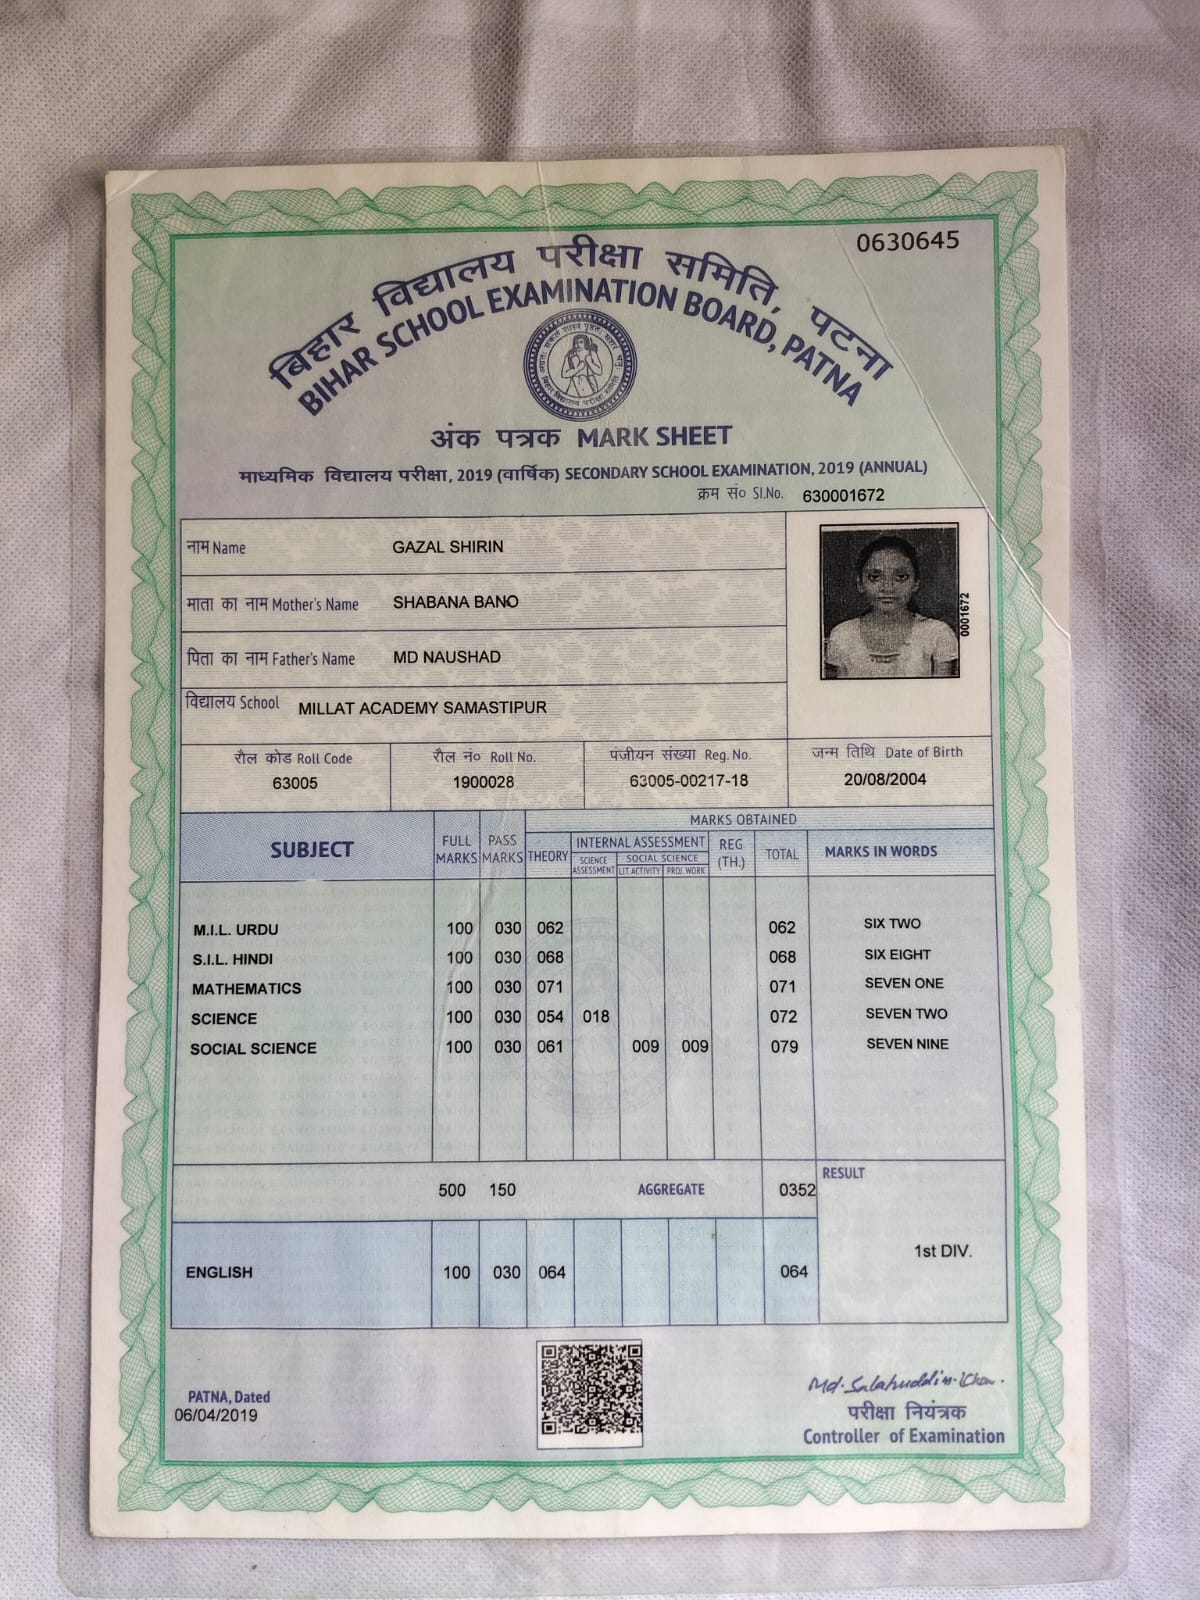 0630645
बिहार विद्यालय परीक्षा समिति, पटना
BIHAR SCHOOL EXAMINATION BOARD, PATNA
अंक पत्रक MARK SHEET
माध्यमिक विद्यालय परीक्षा, 2019 (वार्षिक) SECONDARY SCHOOL EXAMINATION, 2019 (ANNUAL)
क्रम सं० Sl.No. 630001672
नाम Name GAZAL SHIRIN
माता का नाम Mother's Name SHABANA BANO
पिता का नाम Father's Name MD NAUSHAD
विद्यालय School MILLAT ACADEMY SAMASTIPUR
0001672
रौल कोड Roll Code रौल नं० Roll No. पंजीयन संख्या Reg. No. जन्म तिथि Date of Birth
63005 1900028 63005-00217-18 20/08/2004
MARKS OBTAINED
SUBJECT FULL MARKS PASS MARKS THEORY INTERNAL ASSESSMENT REG (TH.) TOTAL MARKS IN WORDS
SCIENCE ASSESSMENT SOCIAL SCIENCE
LIT.ACTIVITY PROJ.WORK
M.I.L. URDU 100 030 062 062 SIX TWO
S.I.L. HINDI 100 030 068 068 SIX EIGHT
MATHEMATICS 100 030 071 071 SEVEN ONE
SCIENCE 100 030 054 018 072 SEVEN TWO
SOCIAL SCIENCE 100 030 061 009 009 079 SEVEN NINE
500 150 AGGREGATE 0352
RESULT
1st DIV.
ENGLISH 100 030 064 064
PATNA, Dated
06/04/2019
Md. Salahuddin Khan.
परीक्षा नियंत्रक
Controller of Examination